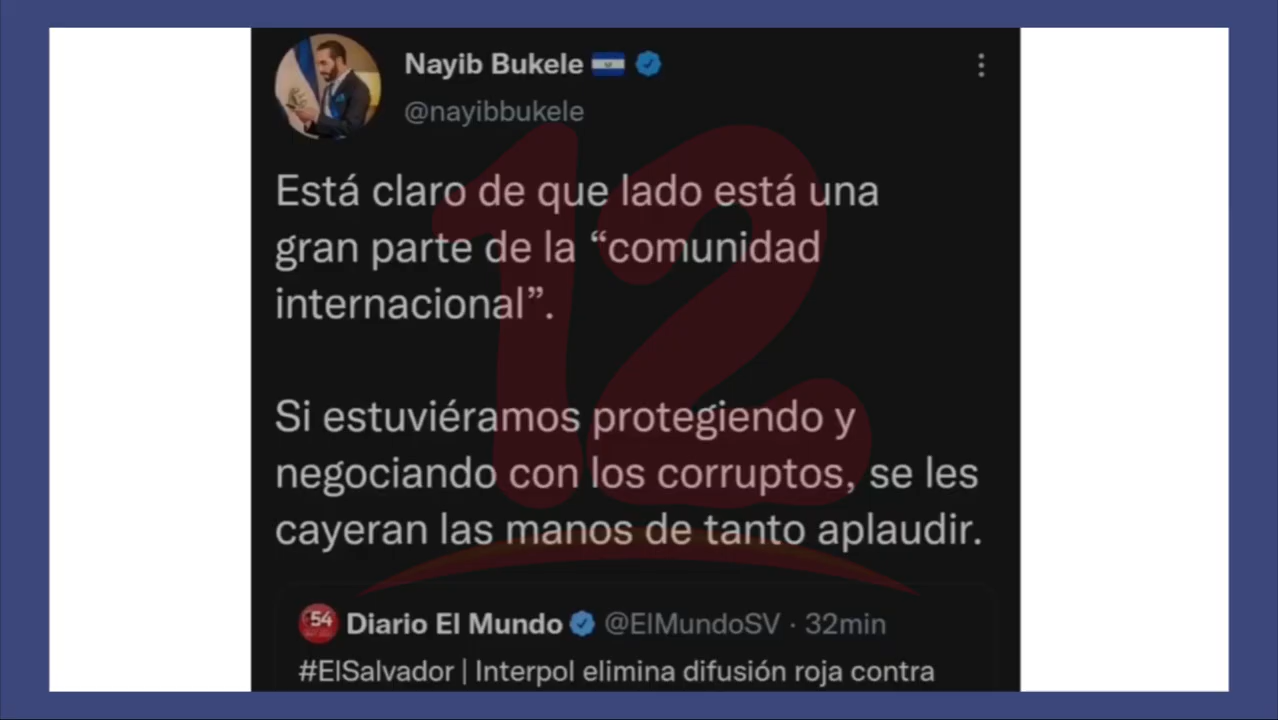 Nayib Bukele
@nayibbukele
Está claro de que lado está una
gran parte de la “comunidad
internacional”.
Si estuviéramos protegiendo y
negociando con los corruptos, se les
cayeran las manos de tanto aplaudir.
54 Diario El Mundo @ElMundoSV · 32min
#ElSalvador | Interpol elimina difusión roja contra
12